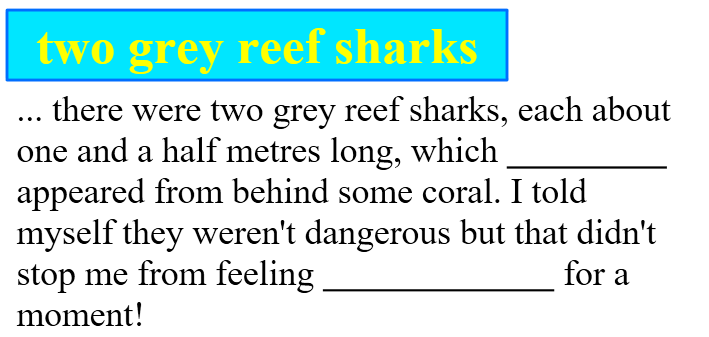 two grey reef sharks
... there were two grey reef sharks, each about
one and a half metres long, which _________
appeared from behind some coral. I told
myself they weren't dangerous but that didn't
stop me from feeling _____________ for a
moment!